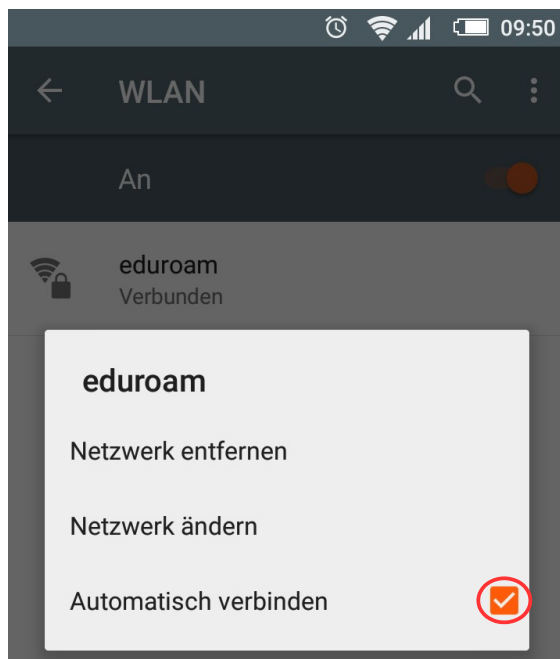 09:50
WLAN
An
eduroam
Verbunden
eduroam
Netzwerk entfernen
Netzwerk ändern
Automatisch verbinden